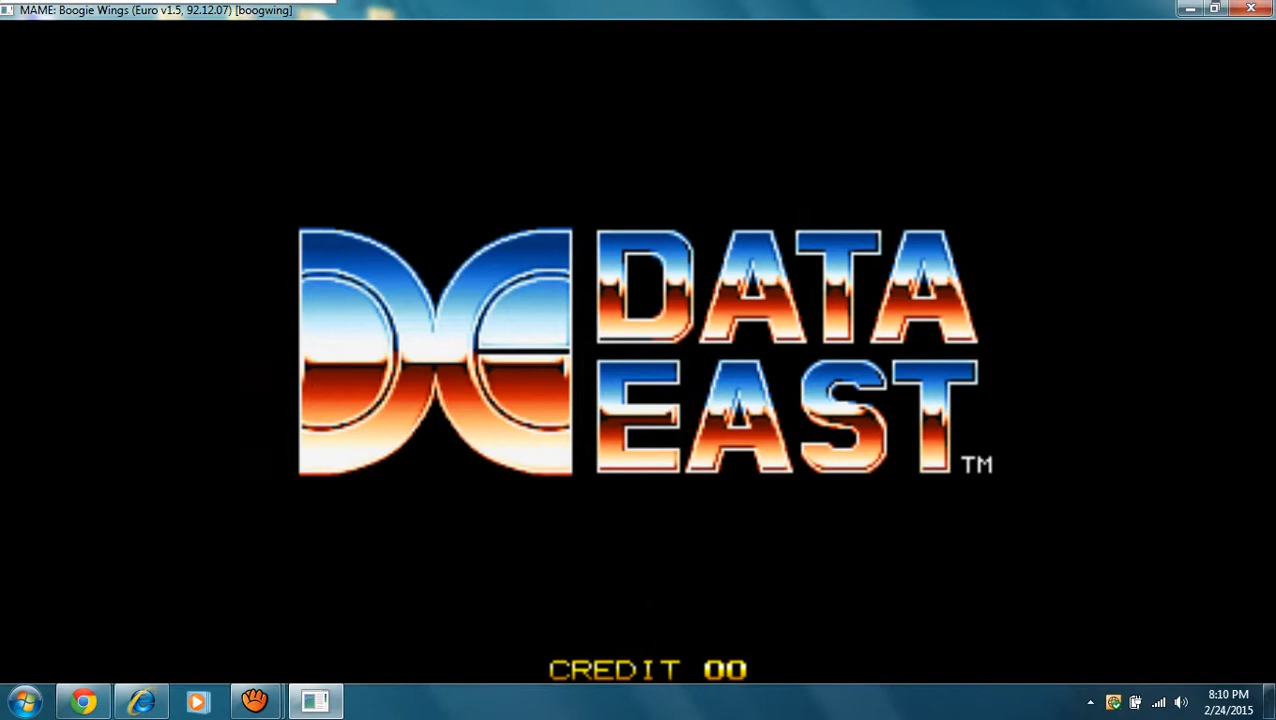 MAME: Boogie Wings (Euro v1.5, 92.12.07) [boogwing]
DATA
EAST TM
CREDIT 00
8:10 PM
2/24/2015